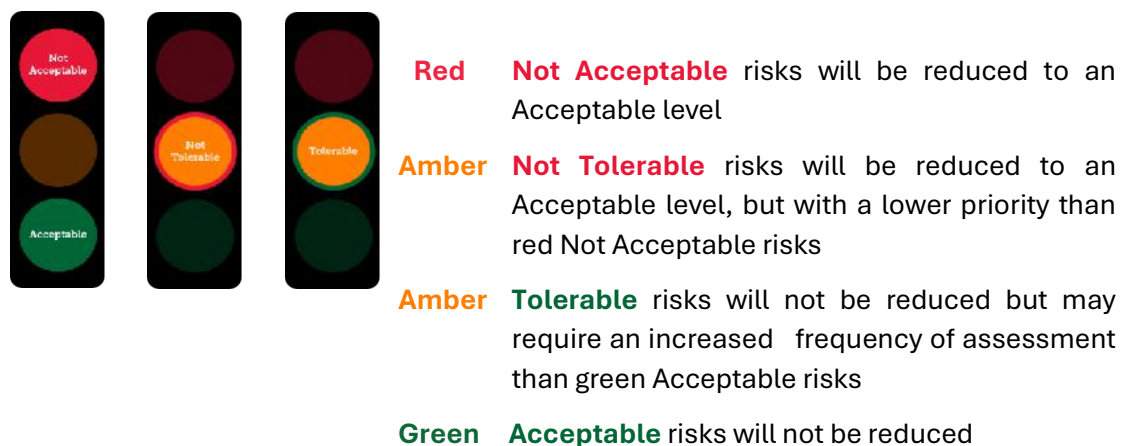 Not
Acceptable
Acceptable
Not
Tolerable
Tolerable
Red Not Acceptable risks will be reduced to an
Acceptable level
Amber Not Tolerable risks will be reduced to an
Acceptable level, but with a lower priority than
red Not Acceptable risks
Amber Tolerable risks will not be reduced but may
require an increased frequency of assessment
than green Acceptable risks
Green Acceptable risks will not be reduced